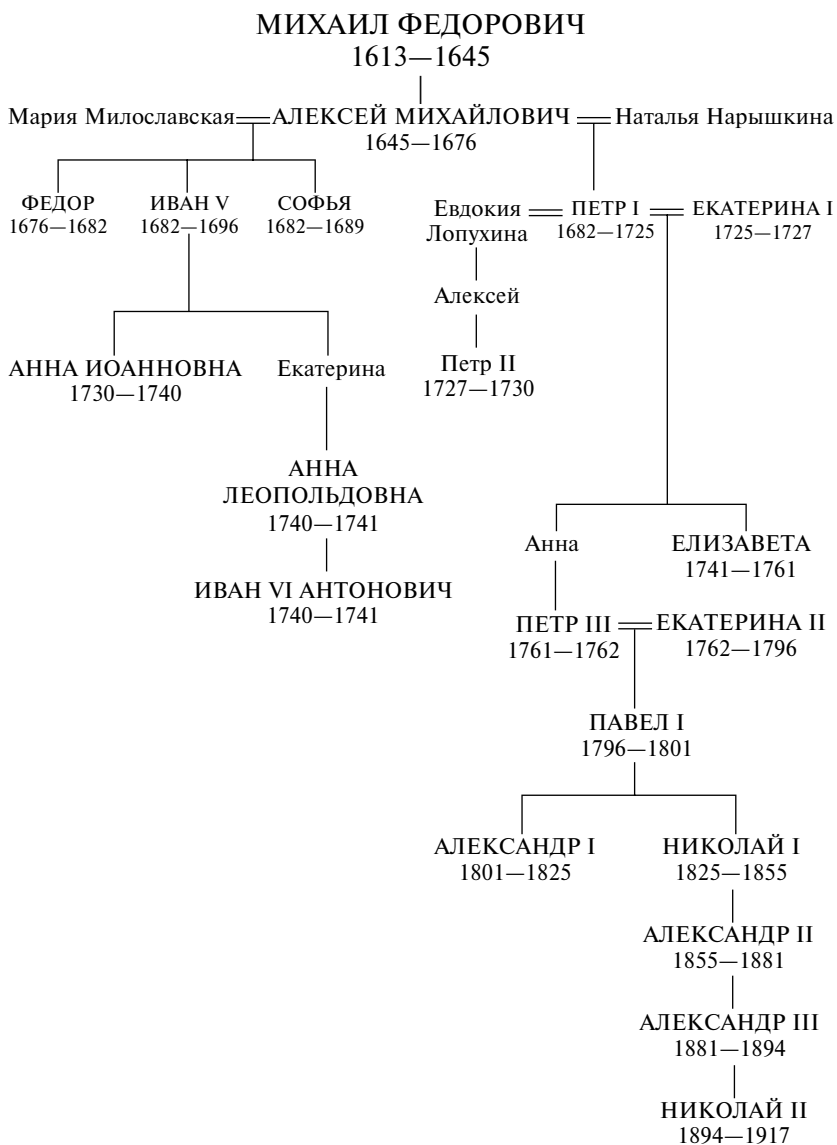 МИХАИЛ ФЕДОРОВИЧ
1613—1645
Мария Милославская АЛЕКСЕЙ МИХАЙЛОВИЧ Наталья Нарышкина
1645—1676
ФЕДОР ИВАН V СОФЬЯ
1676—1682 1682—1696 1682—1689
Евдокия ПЕТР I ЕКАТЕРИНА I
Лопухина 1682—1725 1725—1727
Алексей
АННА ИОАННОВНА Екатерина Петр II
1730—1740 1727—1730
АННА
ЛЕОПОЛЬДОВНА
1740—1741
Анна ЕЛИЗАВЕТА
1741—1761
ИВАН VI АНТОНОВИЧ
1740—1741
ПЕТР III ЕКАТЕРИНА II
1761—1762 1762—1796
ПАВЕЛ I
1796—1801
АЛЕКСАНДР I НИКОЛАЙ I
1801—1825 1825—1855
АЛЕКСАНДР II
1855—1881
АЛЕКСАНДР III
1881—1894
НИКОЛАЙ II
1894—1917